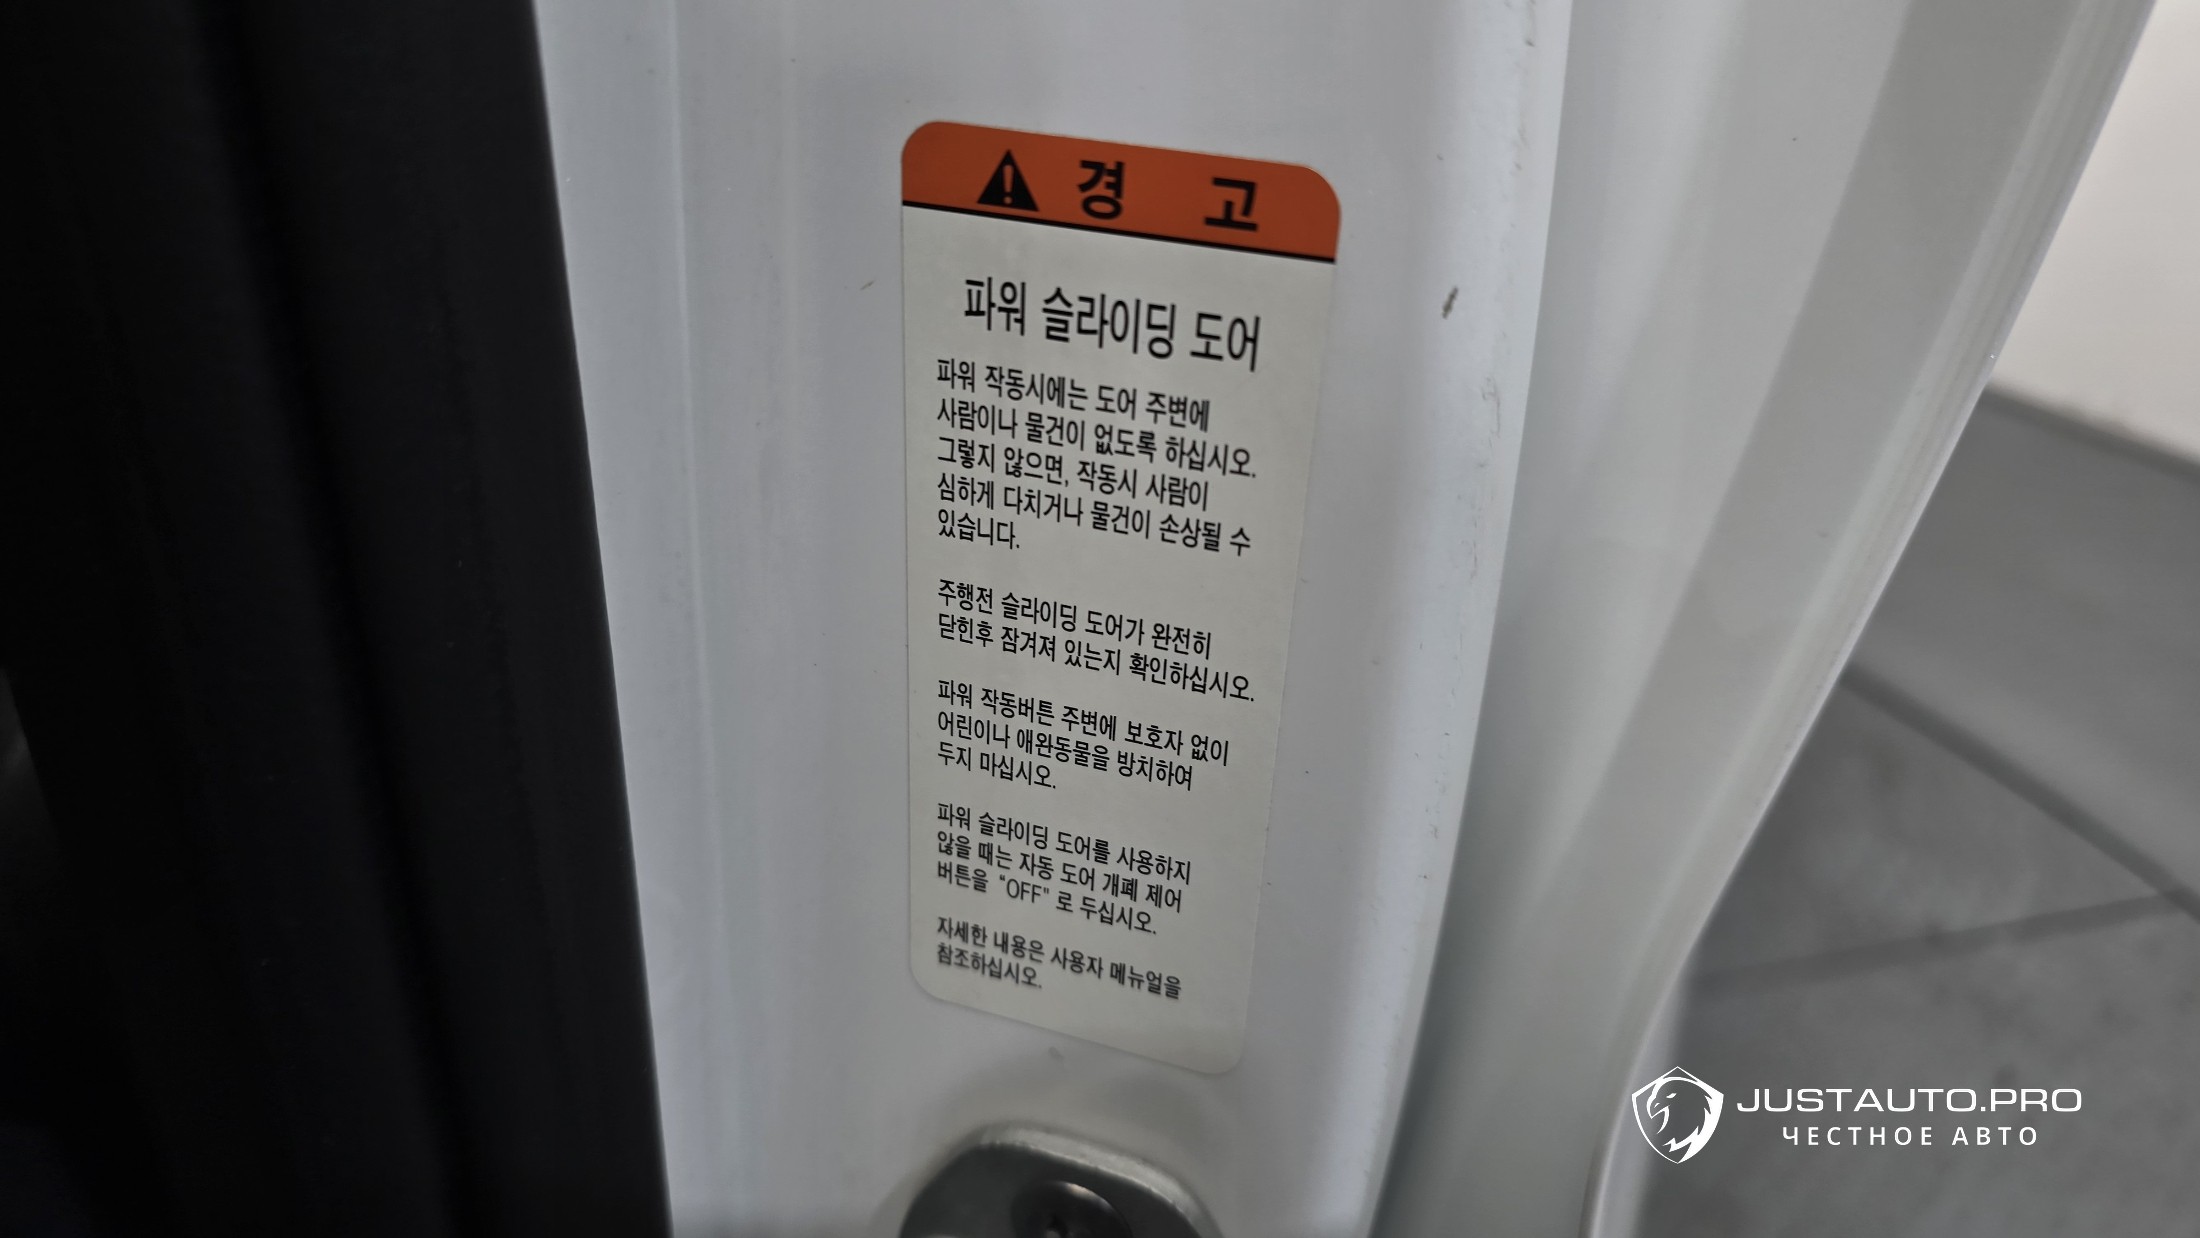 경 고
파워 슬라이딩 도어
파워 작동시에는 도어 주변에
사람이나 물건이 없도록 하십시오.
그렇지 않으면, 작동시 사람이
심하게 다치거나 물건이 손상될 수
있습니다.
주행전 슬라이딩 도어가 완전히
닫힌후 잠겨져 있는지 확인하십시오.
파워 작동버튼 주변에 보호자 없이
어린이나 애완동물을 방치하여
두지 마십시오.
파워 슬라이딩 도어를 사용하지
않을 때는 자동 도어 개폐 제어
버튼을 “OFF” 로 두십시오.
자세한 내용은 사용자 메뉴얼을
참조하십시오.
JUSTAUTO.PRO
ЧЕСТНОЕ АВТО